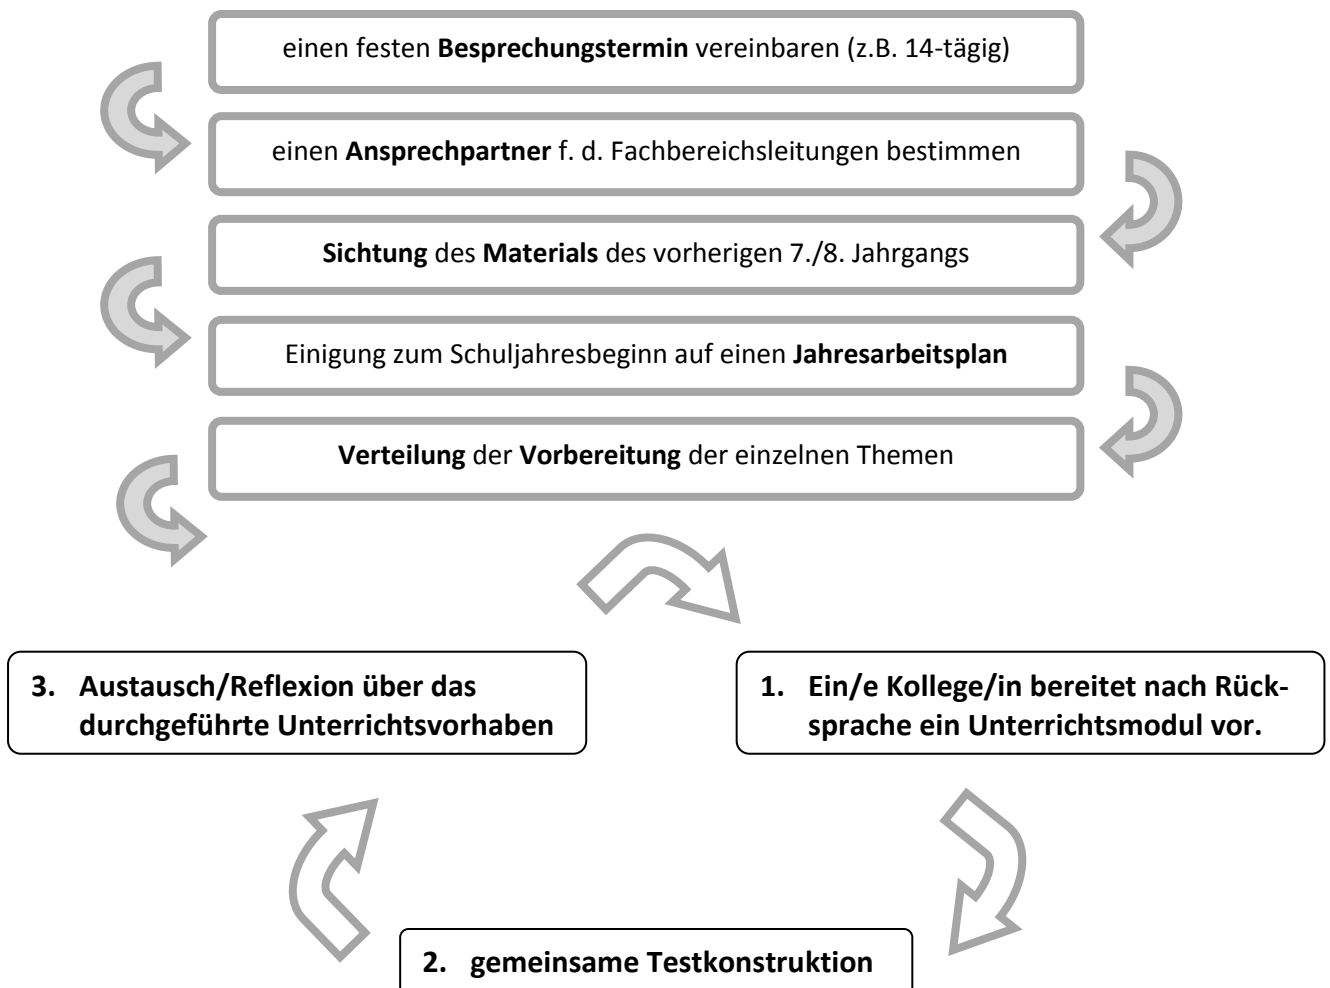 einen festen Besprechungstermin vereinbaren (z.B. 14-tägig)
einen Ansprechpartner f. d. Fachbereichsleitungen bestimmen
Sichtung des Materials des vorherigen 7./8. Jahrgangs
Einigung zum Schuljahresbeginn auf einen Jahresarbeitsplan
Verteilung der Vorbereitung der einzelnen Themen
1. Ein/e Kollege/in bereitet nach Rück-
sprache ein Unterrichtsmodul vor.
2. gemeinsame Testkonstruktion
3. Austausch/Reflexion über das
durchgeführte Unterrichtsvorhaben